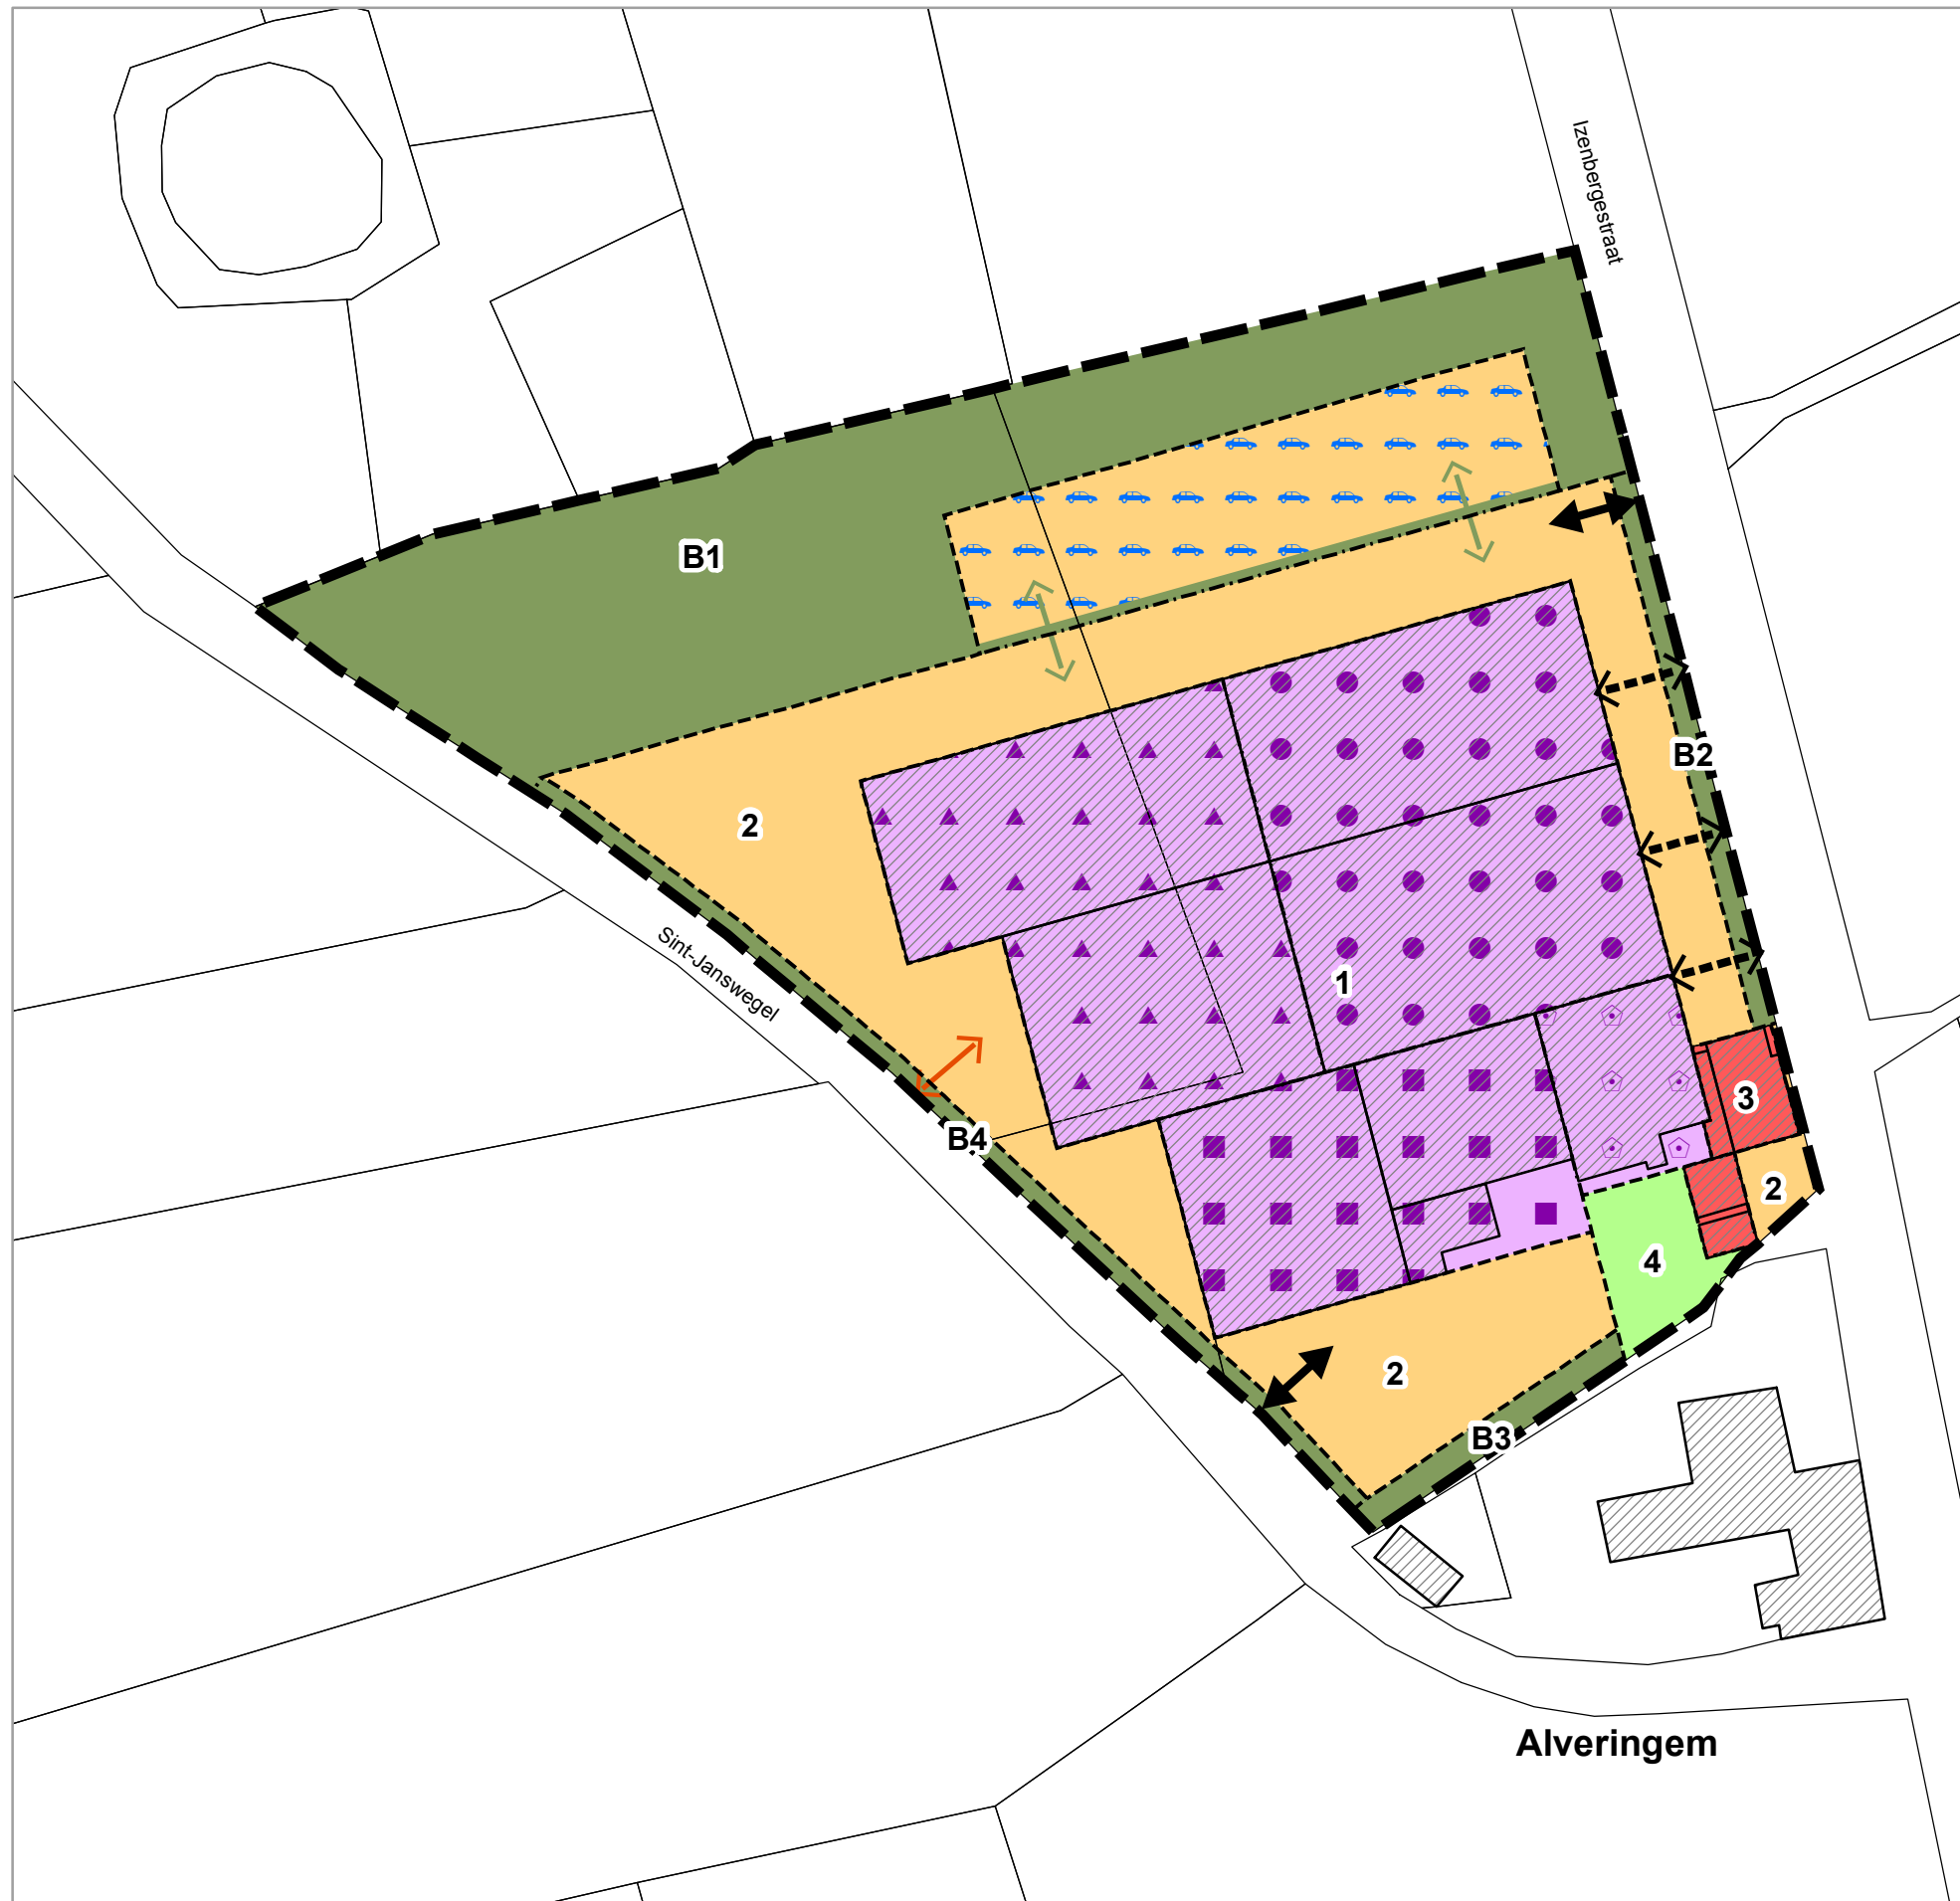 Izenbergestraat
B1
B2
2
Sint-Janswegel
1
3
B4
2
4
2
B3
Alveringem